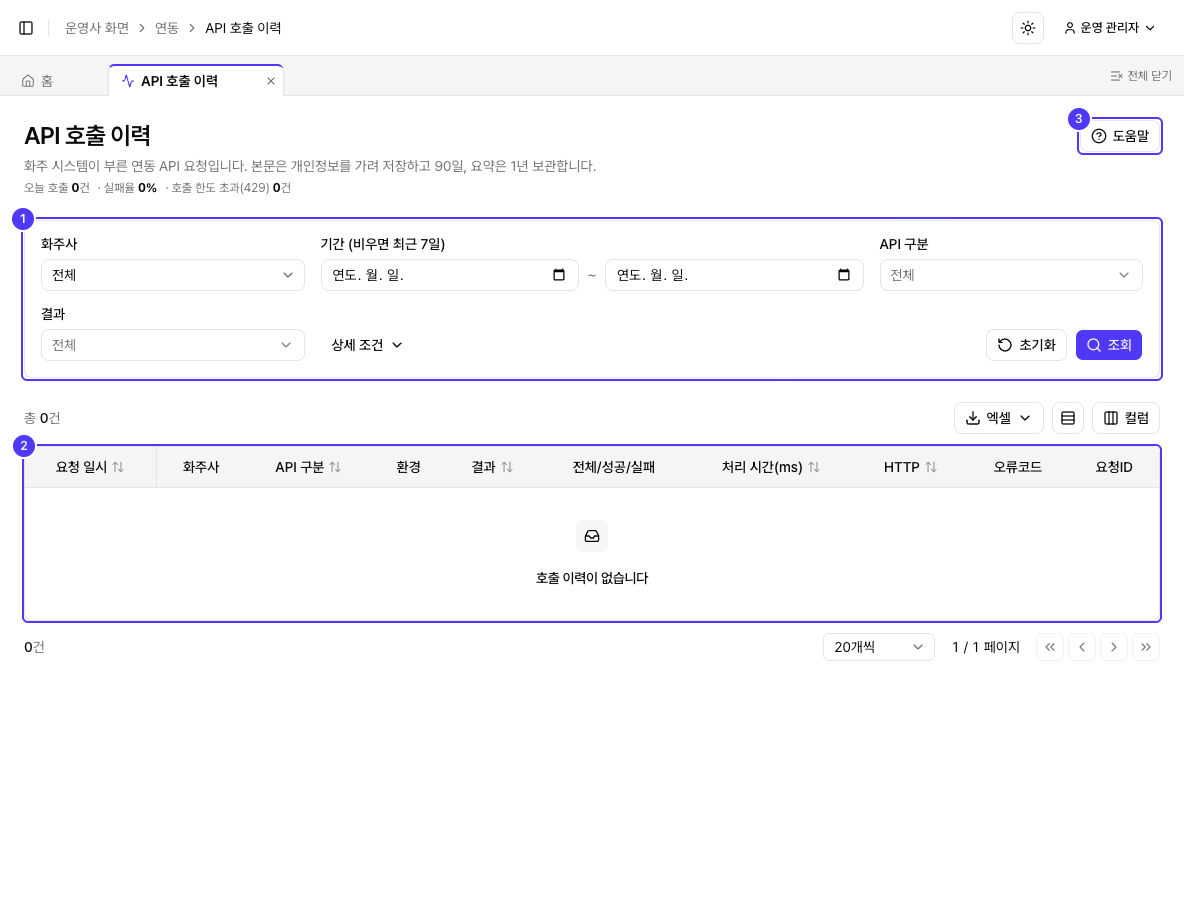 운영사 화면 > 연동 > API 호출 이력
운영 관리자
홈
API 호출 이력
전체 닫기
API 호출 이력
3
도움말
화주 시스템이 부른 연동 API 요청입니다. 본문은 개인정보를 가려 저장하고 90일, 요약은 1년 보관합니다.
오늘 호출 0건 · 실패율 0% · 호출 한도 초과(429) 0건
1
화주사 기간 (비우면 최근 7일) API 구분
전체 연도. 월. 일. ~ 연도. 월. 일. 전체
결과
전체 상세 조건 초기화 조회
총 0건 엑셀 컬럼
2
요청 일시 화주사 API 구분 환경 결과 전체/성공/실패 처리 시간(ms) HTTP 오류코드 요청ID
호출 이력이 없습니다
0건 20개씩 1 / 1 페이지